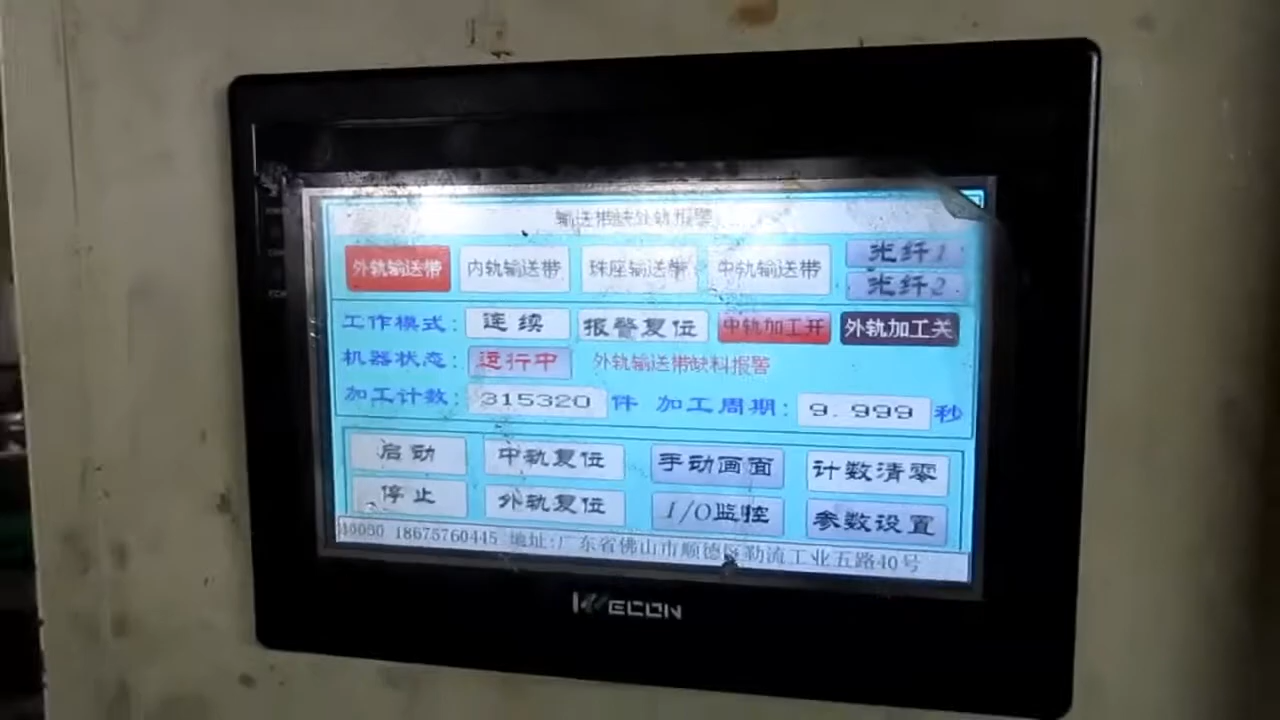 输送带缺外轨报警
外轨输送带 内轨输送带 珠座输送带 中轨输送带 光纤1
光纤2
工作模式: 连续 报警复位 中轨加工开 外轨加工关
机器状态: 运行中 外轨输送带缺料报警
加工计数: 315320 件 加工周期: 9.999 秒
启动 中轨复位 手动画面 计数清零
停止 外轨复位 I/O监控 参数设置
18675760445 地址:广东省佛山市顺德区勒流工业五路40号
WECON